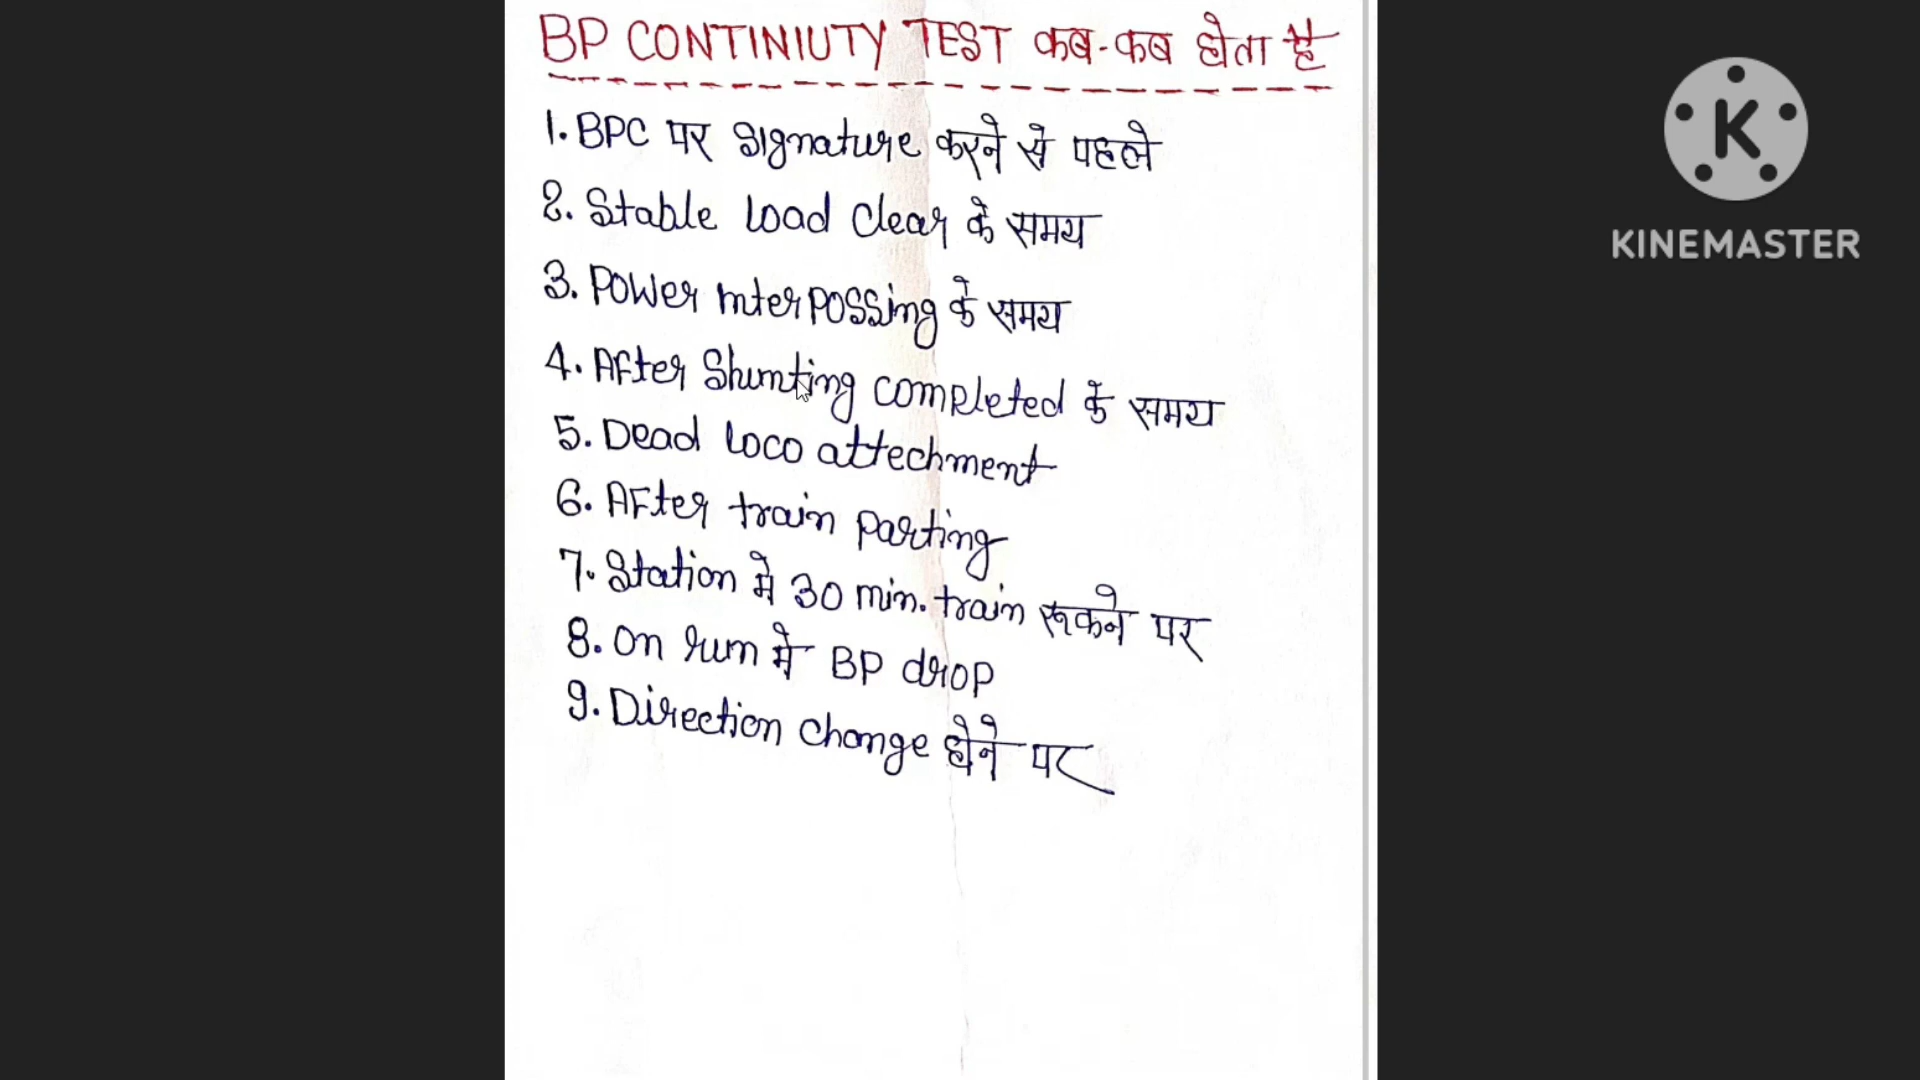 BP CONTINIUTY TEST कब-कब होता है
1. BPC पर Signature करने से पहले
2. Stable load clear के समय
3. Power interpossing के समय
4. After Shunting completed के समय
5. Dead loco attechment
6. After train parting
7. Station मे 30 min. train रूकने पर
8. On run मे BP drop
9. Direction change होने पर
K
KINEMASTER